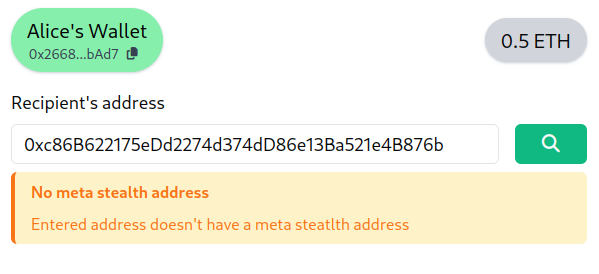 Alice's Wallet
0x2668...bAd7
0.5 ETH
Recipient's address
0xc86B622175eDd2274d374dD86e13Ba521e4B876b
No meta stealth address
Entered address doesn't have a meta steatlth address